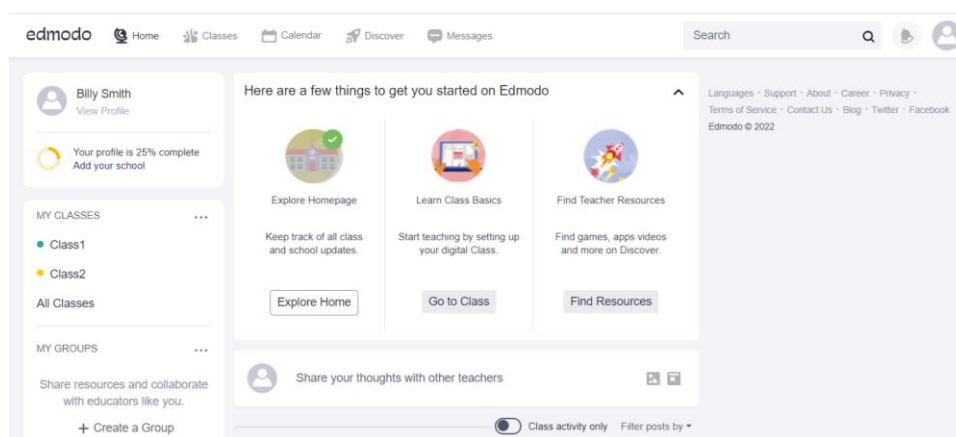 edmodo Home Classes Calendar Discover Messages Search
Billy Smith
View Profile
Your profile is 25% complete
Add your school
MY CLASSES ...
Class1
Class2
All Classes
MY GROUPS ...
Share resources and collaborate
with educators like you.
+ Create a Group
Here are a few things to get you started on Edmodo
Explore Homepage
Keep track of all class
and school updates.
Explore Home
Learn Class Basics
Start teaching by setting up
your digital Class.
Go to Class
Find Teacher Resources
Find games, apps videos
and more on Discover.
Find Resources
Share your thoughts with other teachers
Class activity only Filter posts by
Languages · Support · About · Career · Privacy ·
Terms of Service · Contact Us · Blog · Twitter · Facebook
Edmodo © 2022